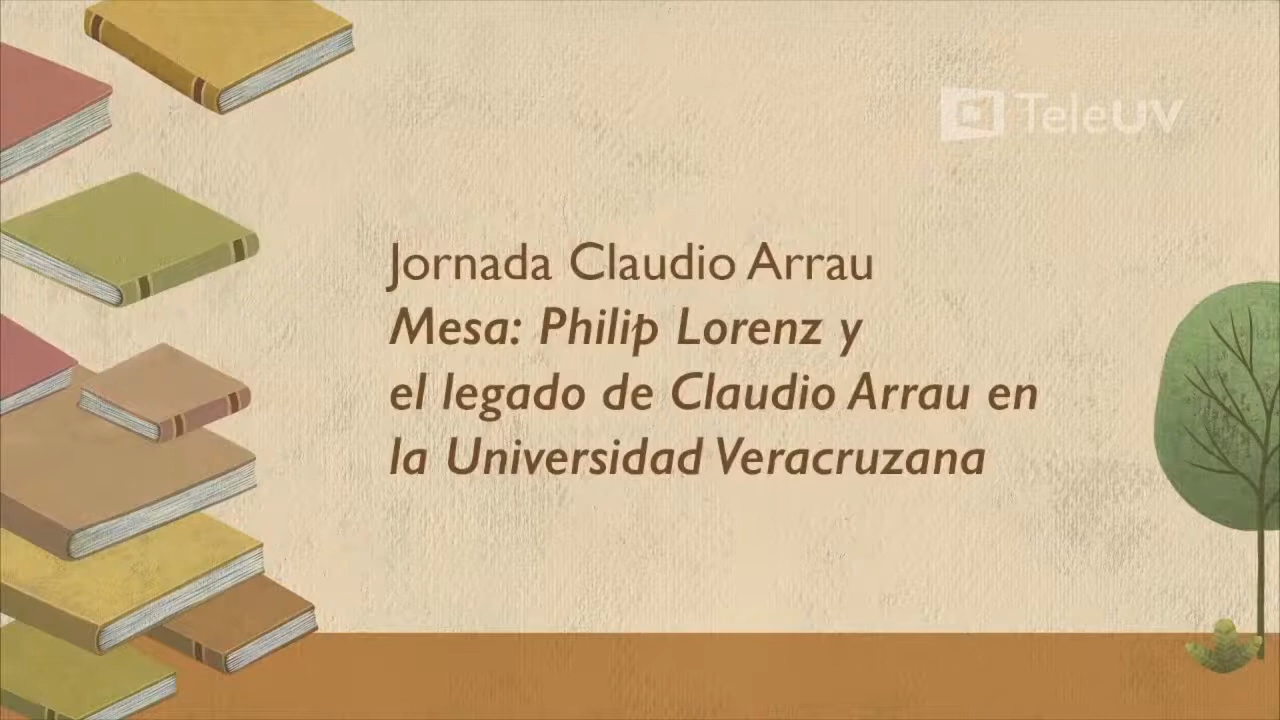 TeleUV
Jornada Claudio Arrau
Mesa: Philip Lorenz y
el legado de Claudio Arrau en
la Universidad Veracruzana